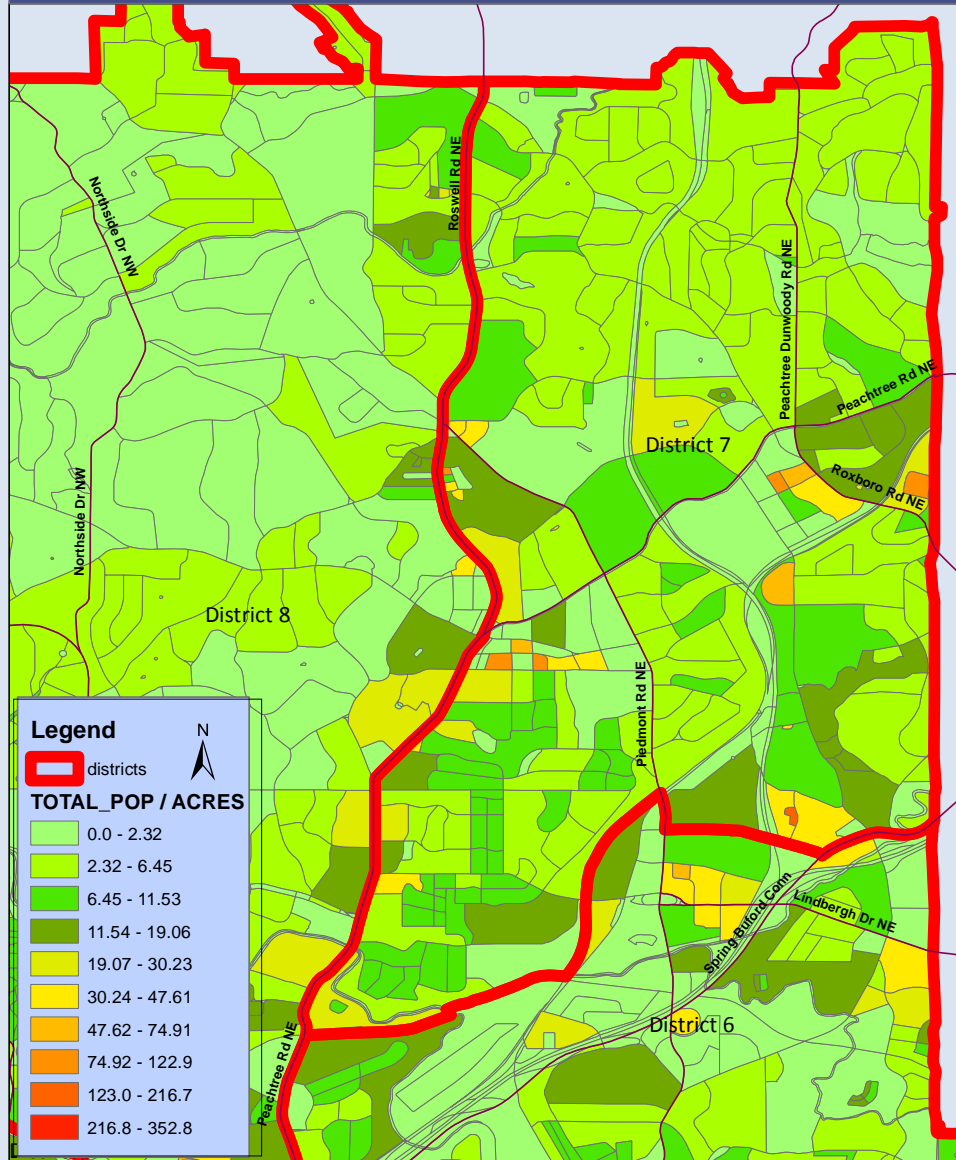 Northside Dr NW
Roswell Rd NE
Peachtree Dunwoody Rd NE
Peachtree Rd NE
District 7
Roxboro Rd NE
Northside Dr NW
District 8
Piedmont Rd NE
Legend
N
districts
TOTAL_POP / ACRES
0.0 - 2.32
2.32 - 6.45
6.45 - 11.53
11.54 - 19.06
19.07 - 30.23
30.24 - 47.61
47.62 - 74.91
74.92 - 122.9
123.0 - 216.7
216.8 - 352.8
Spring Buford Conn
Lindbergh Dr NE
District 6
Peachtree Rd NE